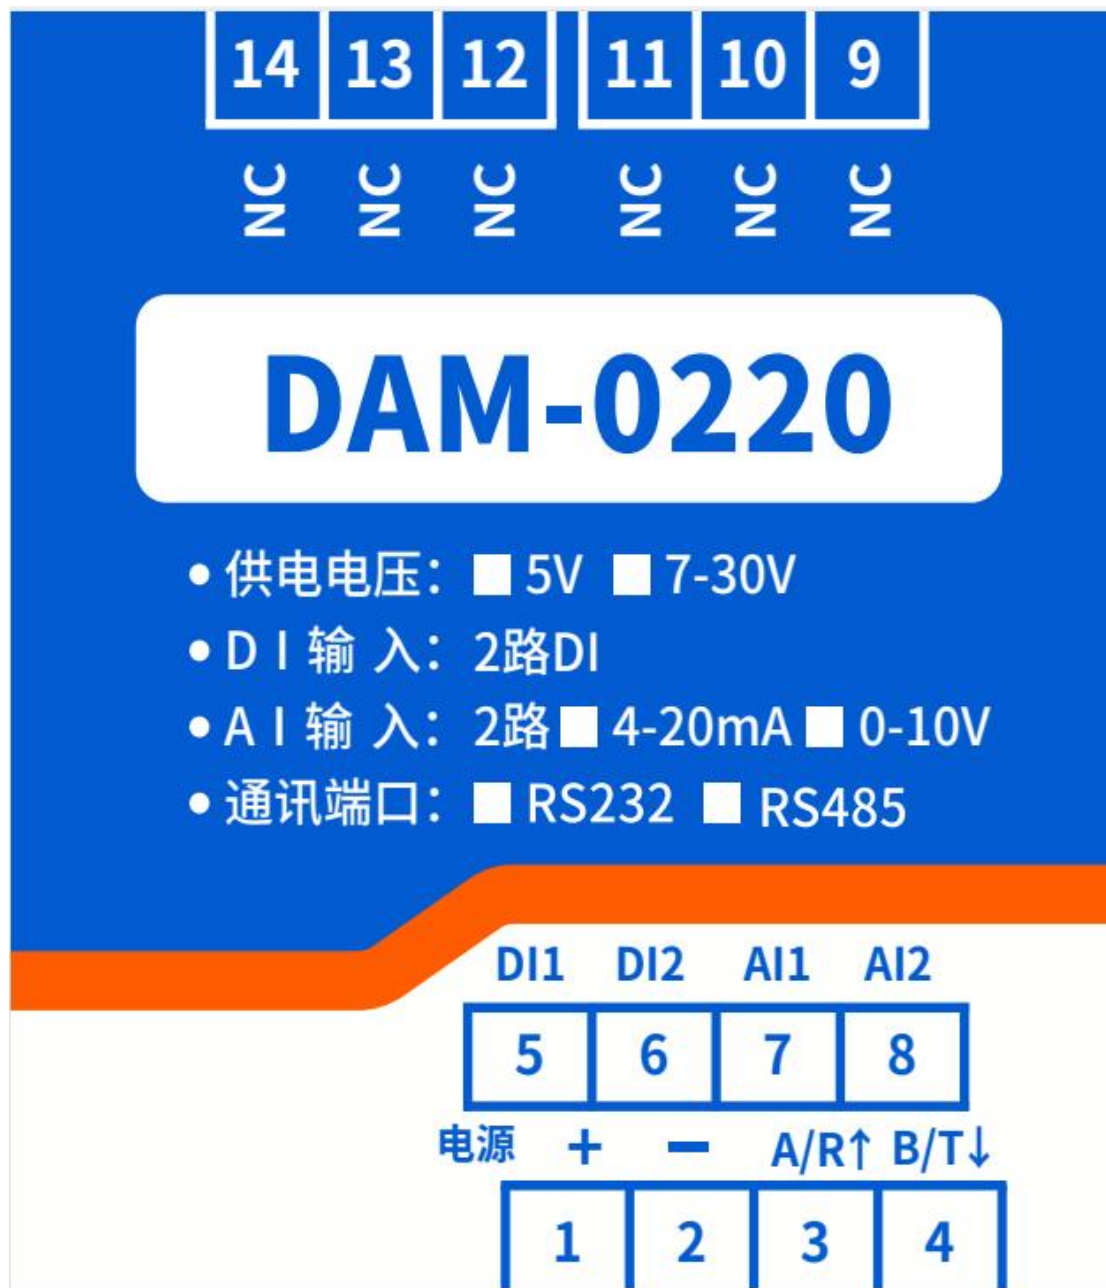 14 13 12 11 10 9
NC NC NC NC NC NC
DAM-0220
• 供电电压： ■ 5V ■ 7-30V
• D I 输 入： 2路DI
• A I 输 入： 2路 ■ 4-20mA ■ 0-10V
• 通讯端口： ■ RS232 ■ RS485
DI1 DI2 AI1 AI2
5 6 7 8
电源 + − A/R↑ B/T↓
1 2 3 4